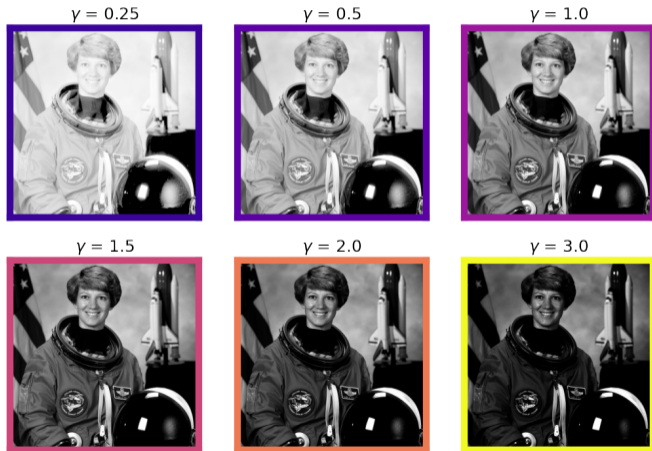 γ = 0.25
γ = 0.5
γ = 1.0
γ = 1.5
γ = 2.0
γ = 3.0